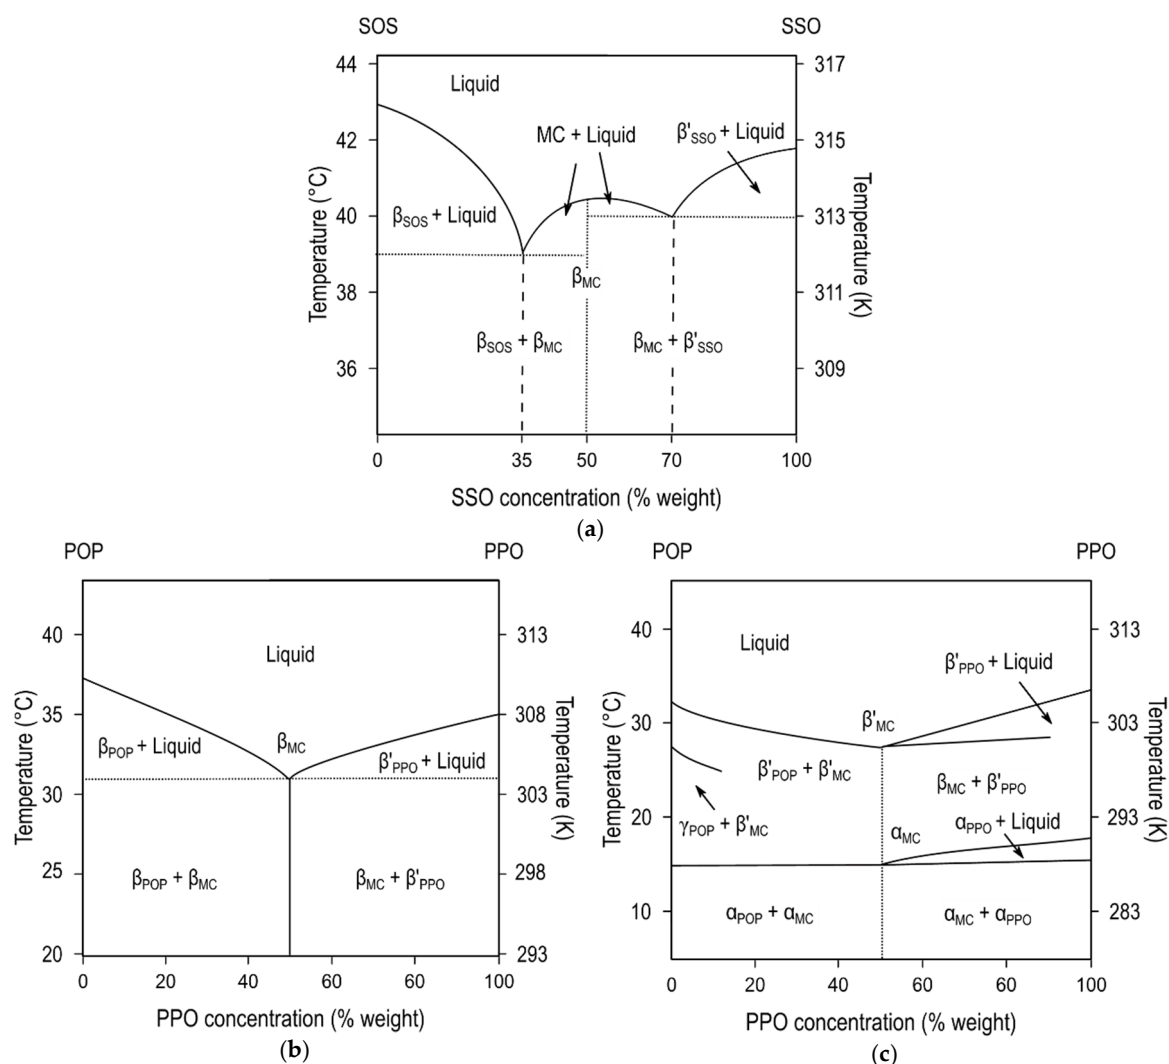 SOS
SSO
44
42
40
38
36
Temperature (°C)
317
315
313
311
309
Temperature (K)
Liquid
MC + Liquid
β'SSO + Liquid
βSOS + Liquid
βMC
βSOS + βMC
βMC + β'SSO
0
35
50
70
100
SSO concentration (% weight)
(a)
POP
PPO
40
35
30
25
20
Temperature (°C)
313
308
304
298
293
Temperature (K)
Liquid
βPOP + Liquid
βMC
β'PPO + Liquid
βPOP + βMC
βMC + β'PPO
0
20
40
60
60
100
PPO concentration (% weight)
(b)
POP
PPO
40
30
20
10
Temperature (°C)
313
303
293
283
Temperature (K)
Liquid
β'PPO + Liquid
β'MC
β'POP + β'MC
βMC + β'PPO
γPOP + β'MC
αMC
αPPO + Liquid
αPOP + αMC
αMC + αPPO
0
20
40
60
60
100
PPO concentration (% weight)
(c)